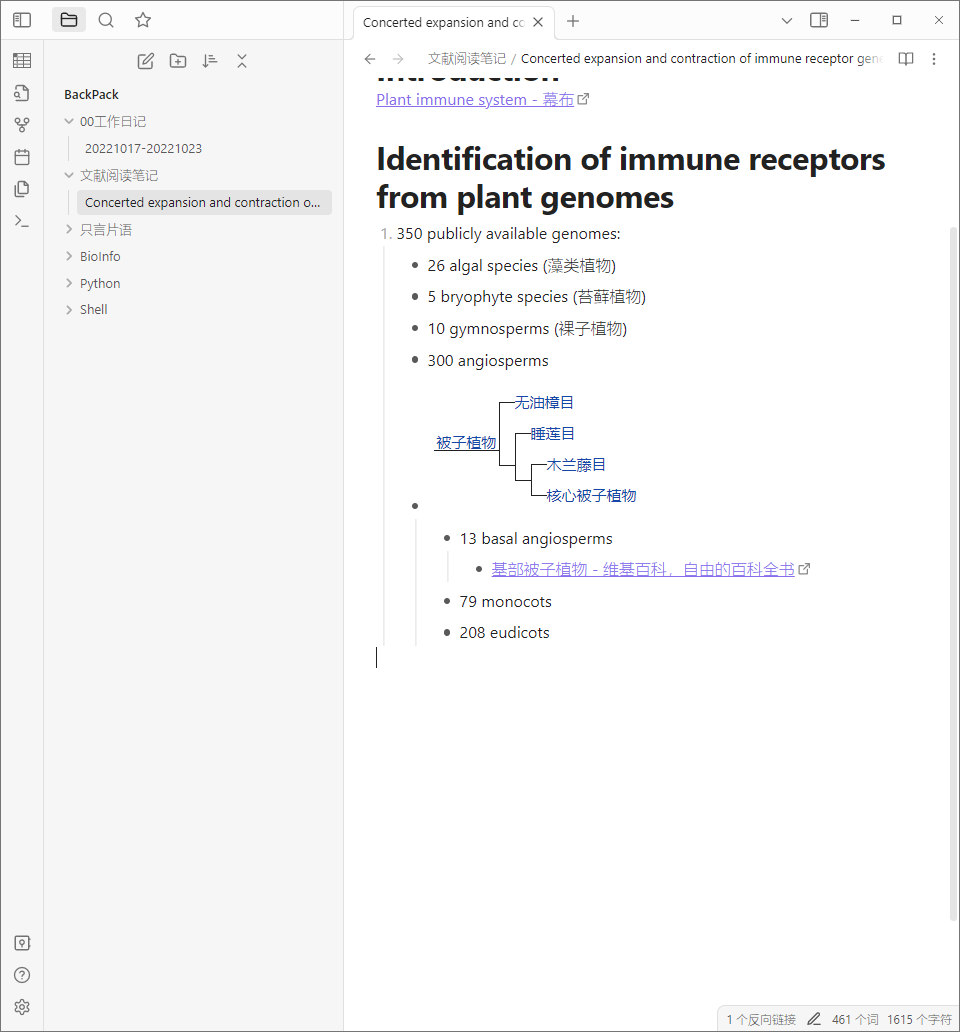 Concerted expansion and co
BackPack
00工作日记
20221017-20221023
文献阅读笔记
Concerted expansion and contraction o...
只言片语
BioInfo
Python
Shell
文献阅读笔记 / Concerted expansion and contraction of immune receptor gen
Introduction
Plant immune system - 幕布
Identification of immune receptors
from plant genomes
1. 350 publicly available genomes:
26 algal species (藻类植物)
5 bryophyte species (苔藓植物)
10 gymnosperms (裸子植物)
300 angiosperms
无油樟目
睡莲目
被子植物
木兰藤目
核心被子植物
13 basal angiosperms
基部被子植物 - 维基百科，自由的百科全书
79 monocots
208 eudicots
1 个反向链接 461 个词 1615 个字符